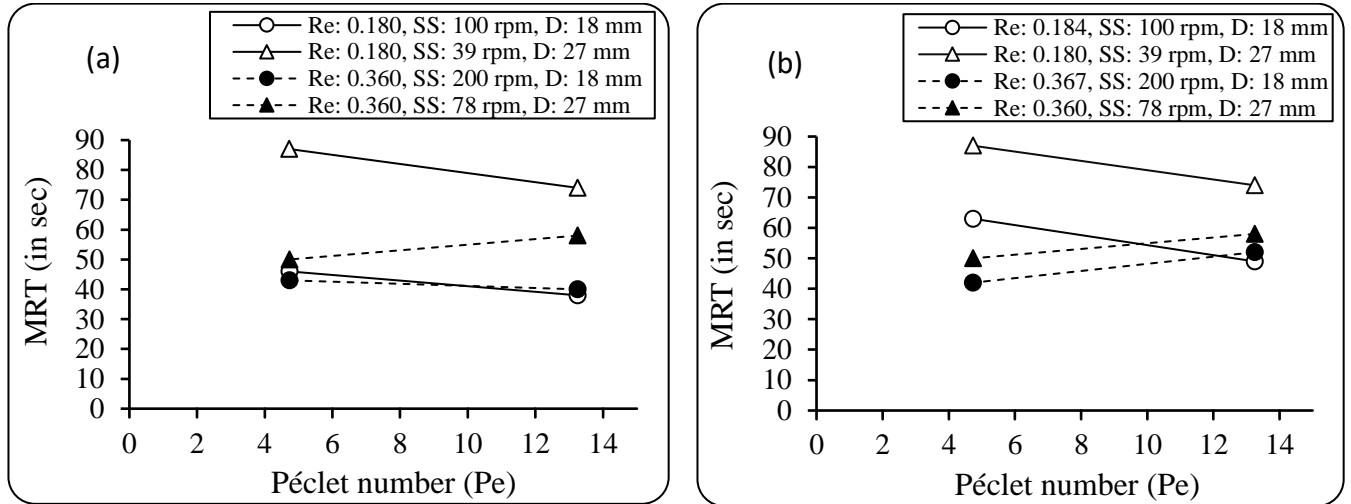 (a)
Re: 0.180, SS: 100 rpm, D: 18 mm
Re: 0.180, SS: 39 rpm, D: 27 mm
Re: 0.360, SS: 200 rpm, D: 18 mm
Re: 0.360, SS: 78 rpm, D: 27 mm
MRT (in sec)
90
80
70
60
50
40
30
20
10
0
0 2 4 6 8 10 12 14
Péclet number (Pe)
(b)
Re: 0.184, SS: 100 rpm, D: 18 mm
Re: 0.180, SS: 39 rpm, D: 27 mm
Re: 0.367, SS: 200 rpm, D: 18 mm
Re: 0.360, SS: 78 rpm, D: 27 mm
MRT (in sec)
90
80
70
60
50
40
30
20
10
0
0 2 4 6 8 10 12 14
Péclet number (Pe)